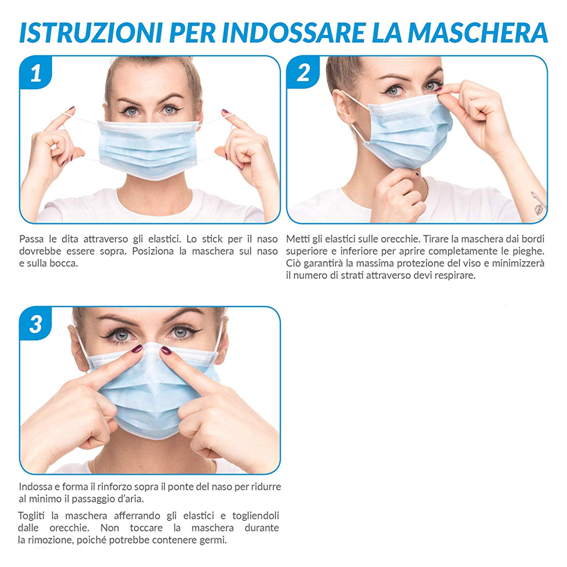 ISTRUZIONI PER INDOSSARE LA MASCHERA
1
Passa le dita attraverso gli elastici. Lo stick per il naso
dovrebbe essere sopra. Posiziona la maschera sul naso
e sulla bocca.
2
Metti gli elastici sulle orecchie. Tirare la maschera dai bordi
superiore e inferiore per aprire completamente le pieghe.
Ciò garantirà la massima protezione del viso e minimizzerà
il numero di strati attraverso devi respirare.
3
Indossa e forma il rinforzo sopra il ponte del naso per ridurre
al minimo il passaggio d'aria.
Togliti la maschera afferrando gli elastici e togliendoli
dalle orecchie. Non toccare la maschera durante
la rimozione, poiché potrebbe contenere germi.